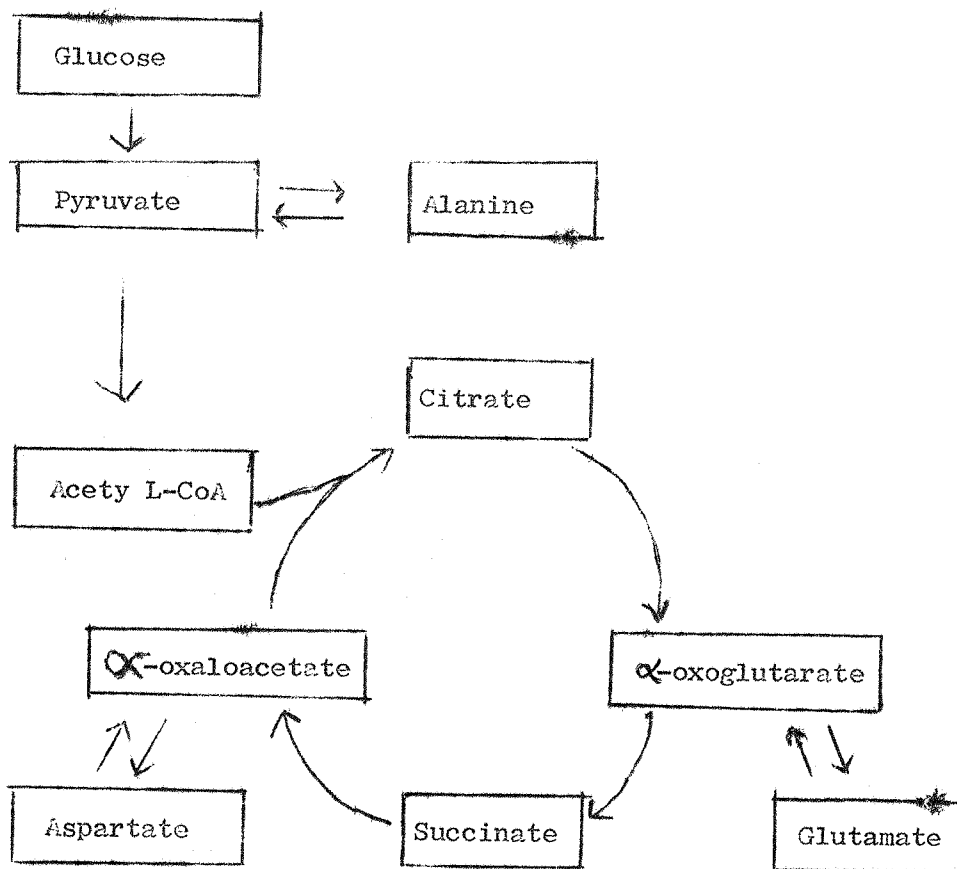 Glucose
Pyruvate
Alanine
Citrate
Acety L-CoA
α-oxaloacetate
α-oxoglutarate
Aspartate
Succinate
Glutamate